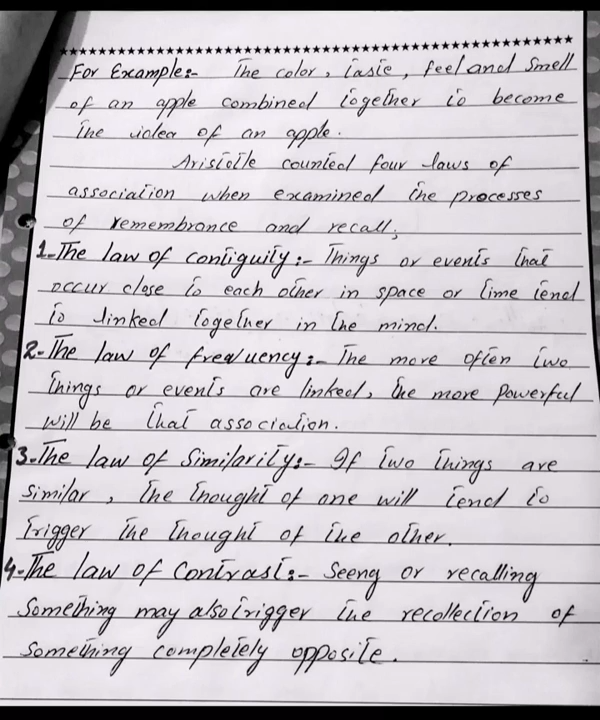 For Example:- The color, taste, feel and Smell
of an apple combined together to become
the idea of an apple.
Aristotle counted four laws of
association when examined the processes
of remembrance and recall;
1-The law of contiguity:- Things or events that
occur close to each other in space or time tend
to linked together in the mind.
2-The law of frequency:- The more often two
things or events are linked, the more powerful
will be that association.
3-The law of Similarity:- If two things are
similar, the thought of one will tend to
trigger the thought of the other.
4-The law of Contrast:- Seeng or recalling
Something may also trigger the recollection of
Something completely opposite.